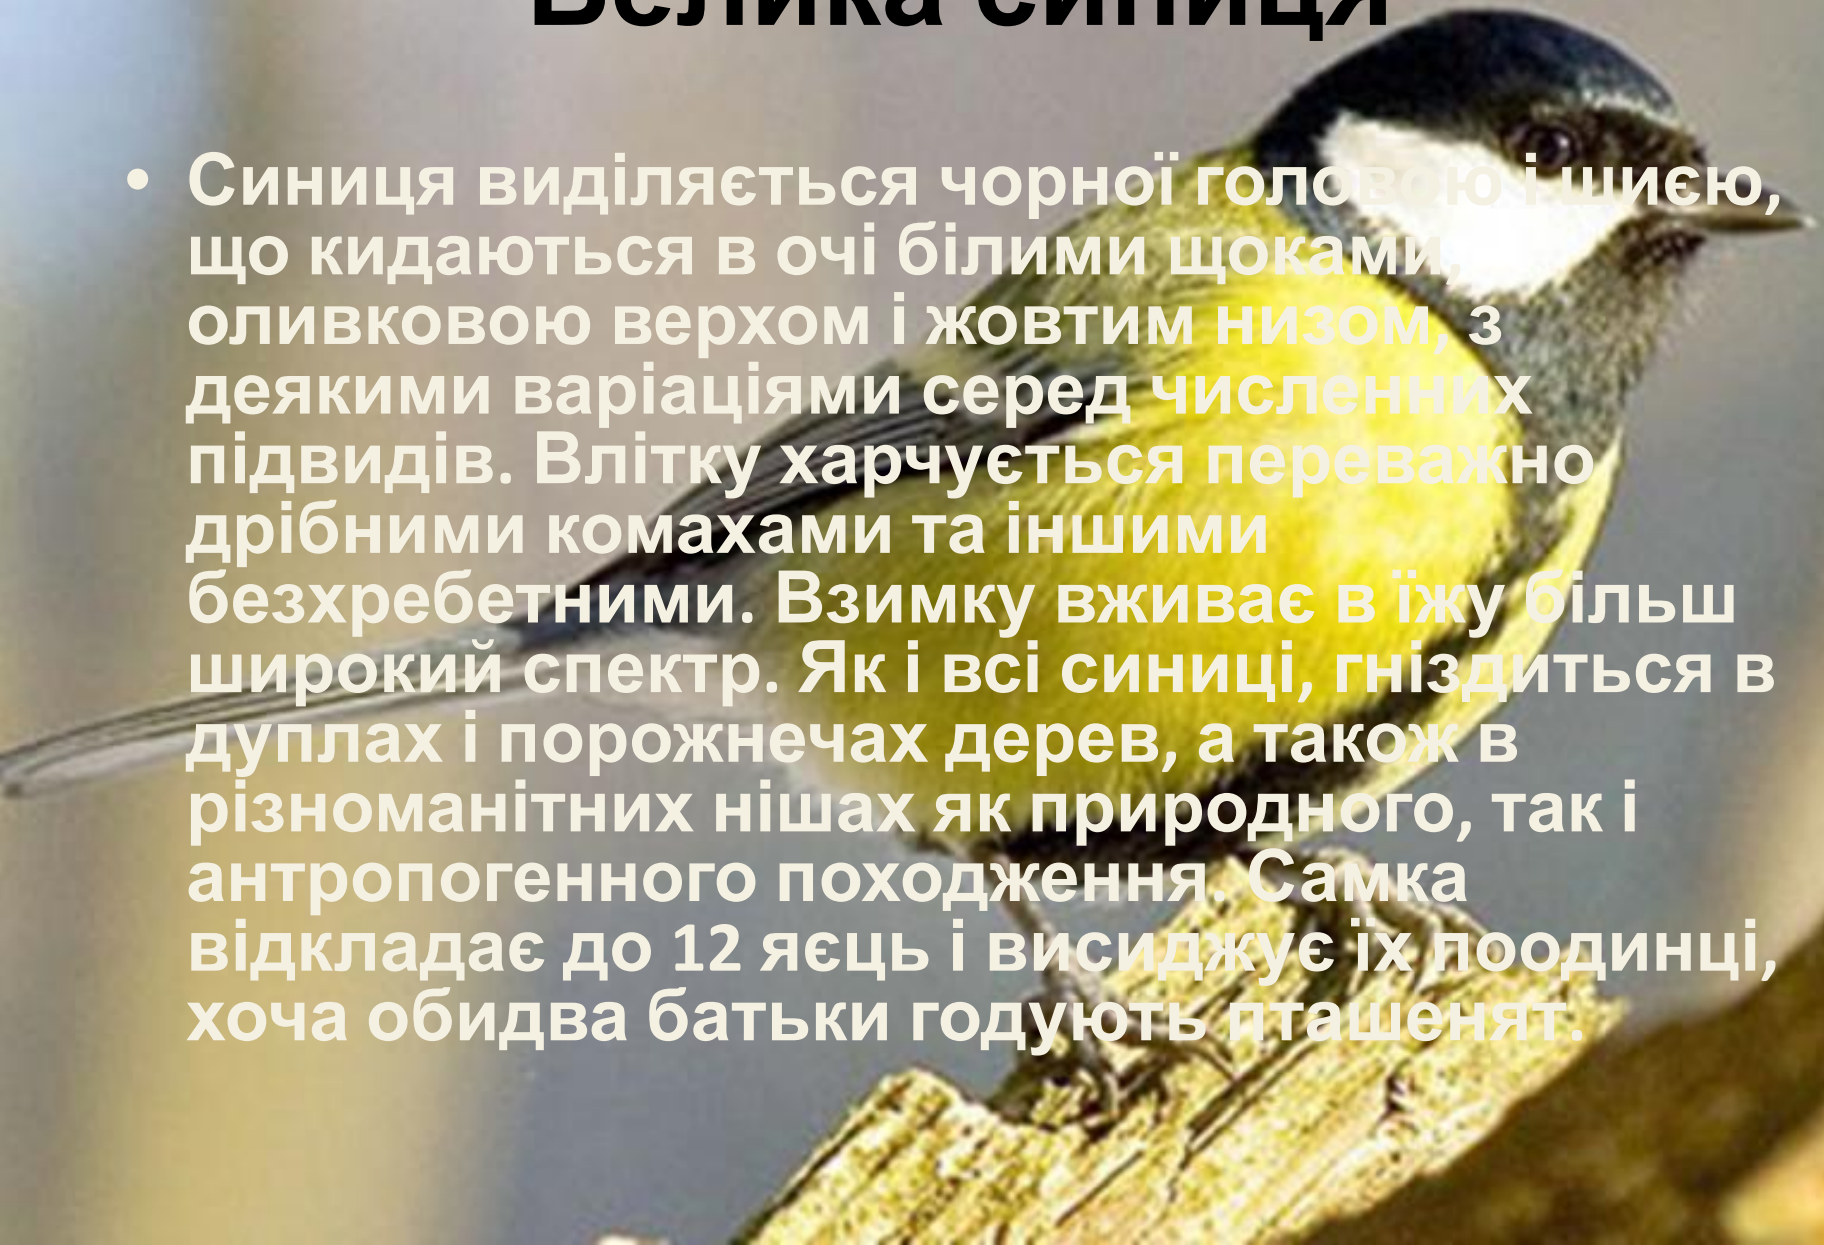 Велика синиця
• Синиця виділяється чорної головою і шиєю,
що кидаються в очі білими щоками,
оливковою верхом і жовтим низом, з
деякими варіаціями серед численних
підвидів. Влітку харчується переважно
дрібними комахами та іншими
безхребетними. Взимку вживає в їжу більш
широкий спектр. Як і всі синиці, гніздиться в
дуплах і порожнечах дерев, а також в
різноманітних нішах як природного, так і
антропогенного походження. Самка
відкладає до 12 яєць і висиджує їх поодинці,
хоча обидва батьки годують пташенят.